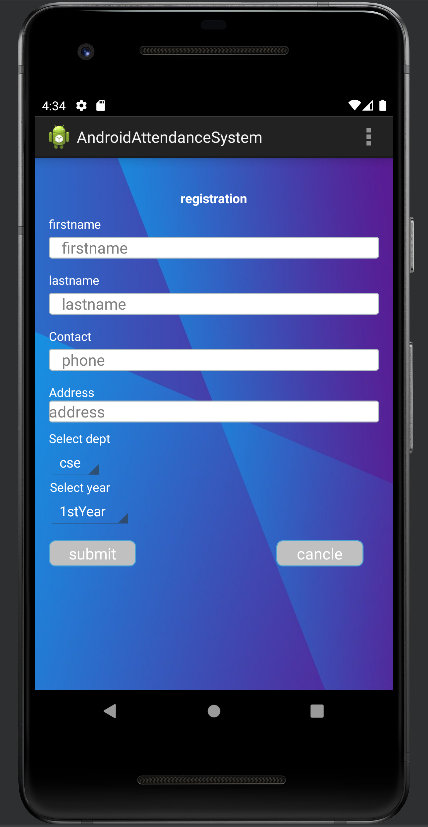 4:34
AndroidAttendanceSystem
registration
firstname
firstname
lastname
lastname
Contact
phone
Address
address
Select dept
cse
Select year
1stYear
submit cancle